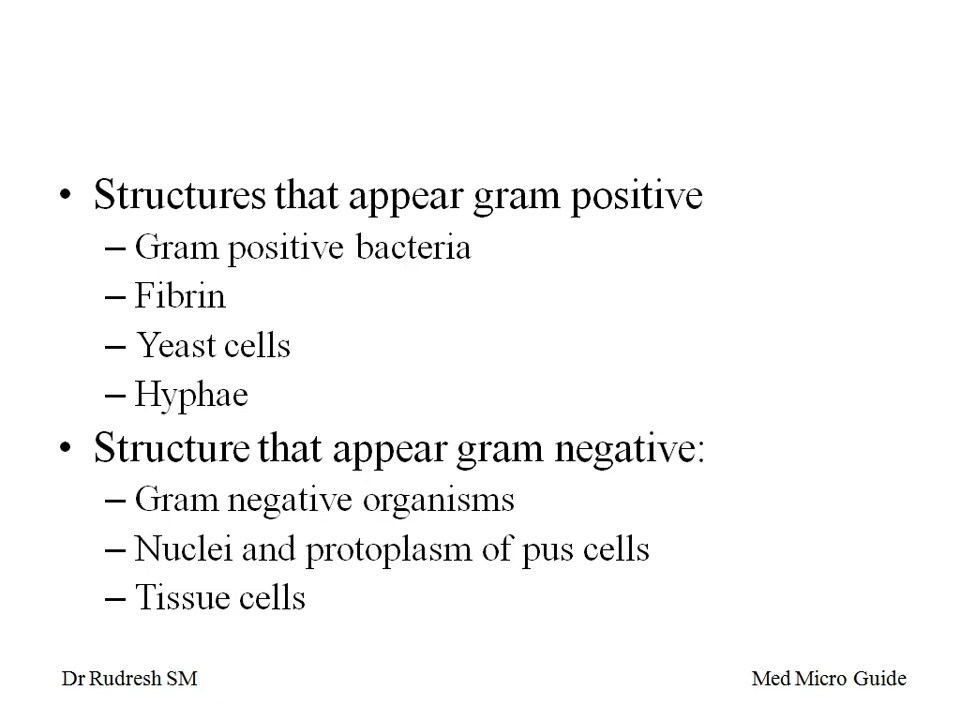 • Structures that appear gram positive
– Gram positive bacteria
– Fibrin
– Yeast cells
– Hyphae
• Structure that appear gram negative:
– Gram negative organisms
– Nuclei and protoplasm of pus cells
– Tissue cells
Dr Rudresh SM
Med Micro Guide